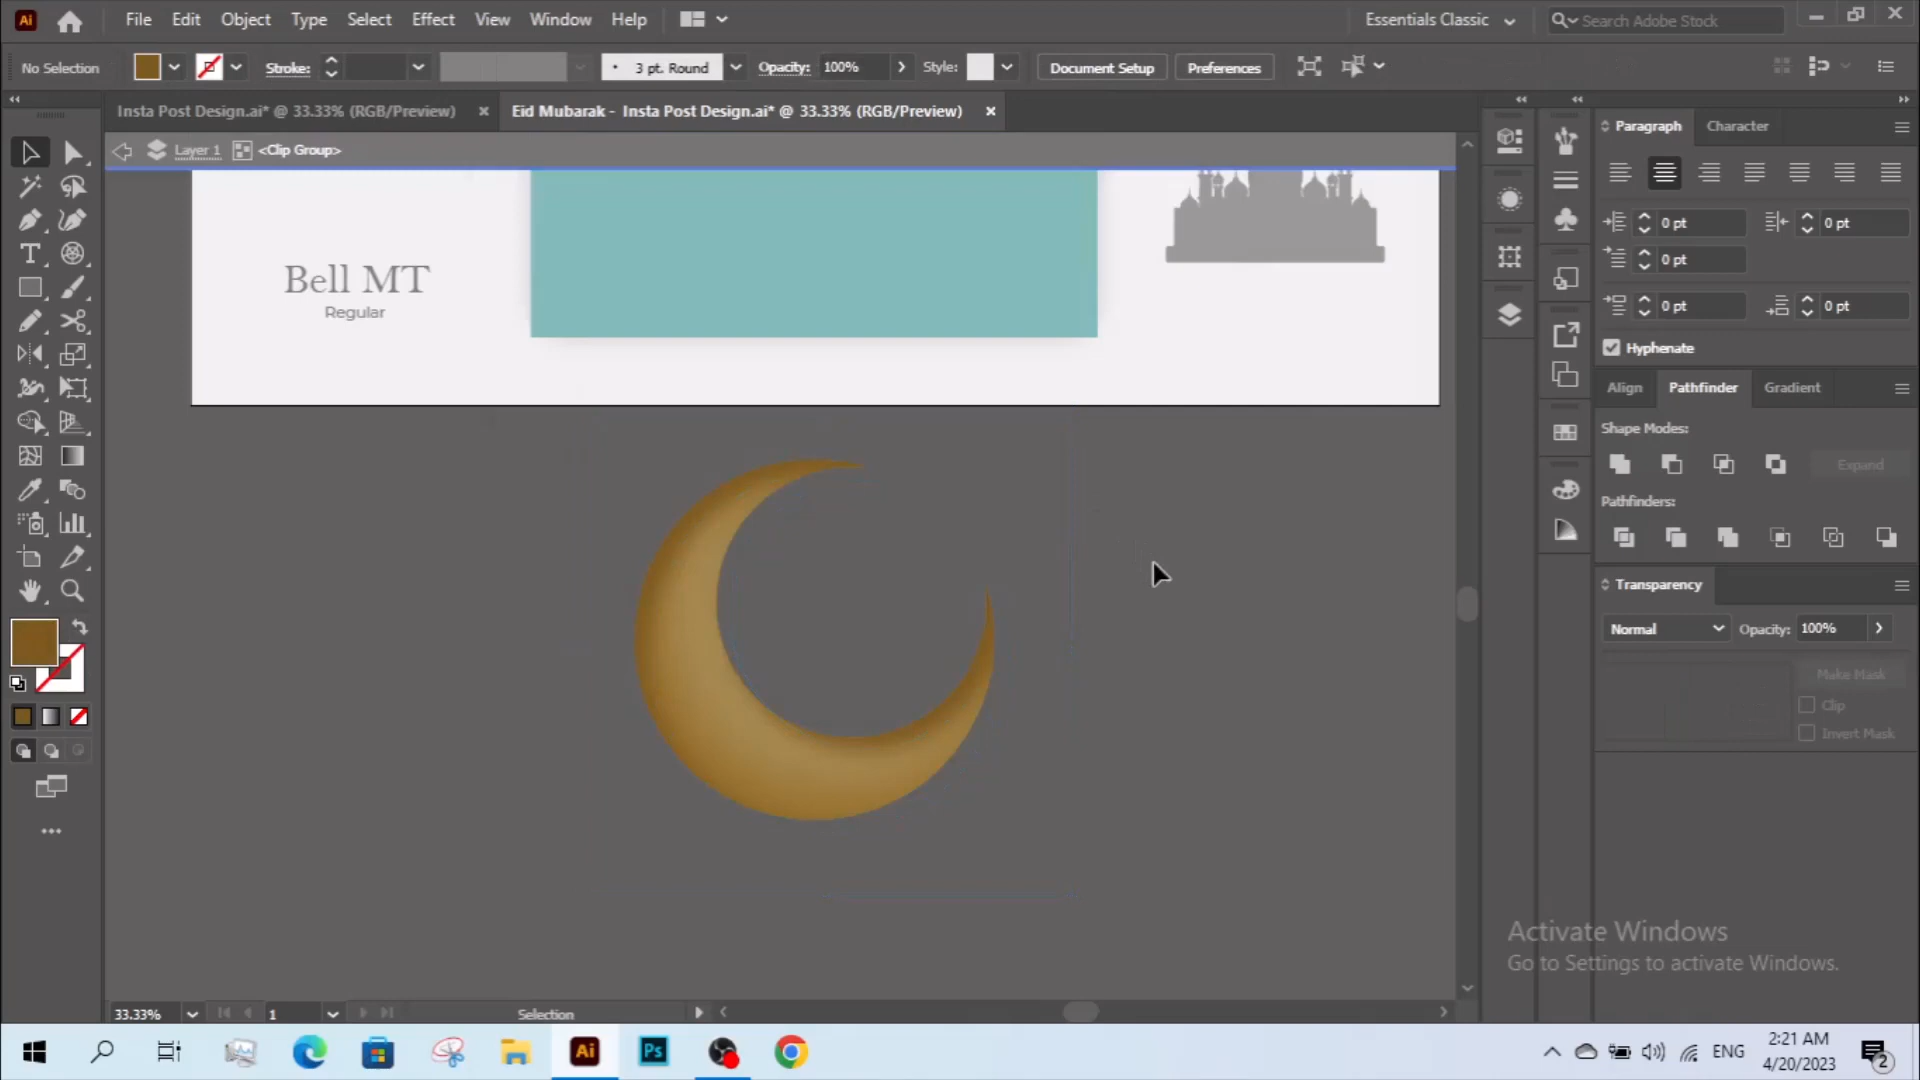 Ai File Edit Object Type Select Effect View Window Help Essentials Classic Search Adobe Stock
No Selection Stroke: 3 pt. Round Opacity: 100% Style: Document Setup Preferences
Insta Post Design.ai* @ 33.33% (RGB/Preview) Eid Mubarak - Insta Post Design.ai* @ 33.33% (RGB/Preview)
Layer 1 <Clip Group>
Paragraph Character
0 pt 0 pt
0 pt
0 pt 0 pt
Hyphenate
Bell MT
Regular
Align Pathfinder Gradient
Shape Modes:
Expand
Pathfinders:
Transparency
Normal Opacity: 100%
Make Mask
Clip
Invert Mask
Activate Windows
Go to Settings to activate Windows.
33.33% 1 Selection
Ai Ps ENG 2:21 AM
4/20/2023 2